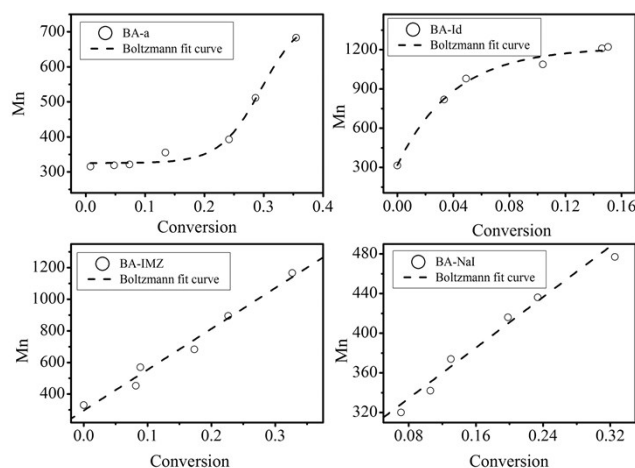 BA-a
Boltzmann fit curve
Mn
700
600
500
400
300
0.0 0.1 0.2 0.3 0.4
Conversion
BA-Id
Boltzmann fit curve
Mn
1200
900
600
300
0.00 0.04 0.08 0.12 0.16
Conversion
BA-IMZ
Boltzmann fit curve
Mn
1200
1000
800
600
400
0.0 0.1 0.2 0.3
Conversion
BA-NaI
Boltzmann fit curve
Mn
480
440
400
360
320
0.08 0.16 0.24 0.32
Conversion